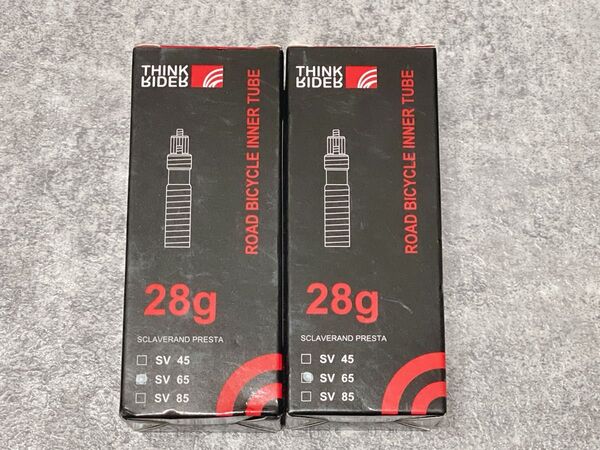 THINK
RIDER
ROAD BICYCLE INNER TUBE
28g
SCLAVERAND PRESTA
SV 45
SV 65
SV 85
THINK
RIDER
ROAD BICYCLE INNER TUBE
28g
SCLAVERAND PRESTA
SV 45
SV 65
SV 85